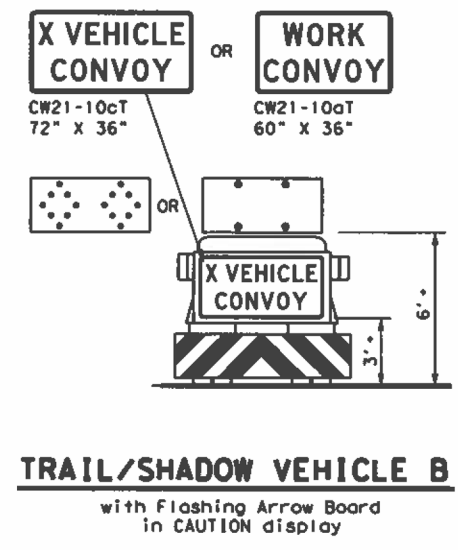 X VEHICLE
CONVOY
OR
WORK
CONVOY
CW21-10cT
72" X 36"
CW21-10aT
60" X 36"
OR
X VEHICLE
CONVOY
6'+
3'+
TRAIL/SHADOW VEHICLE B
with Flashing Arrow Board
in CAUTION display